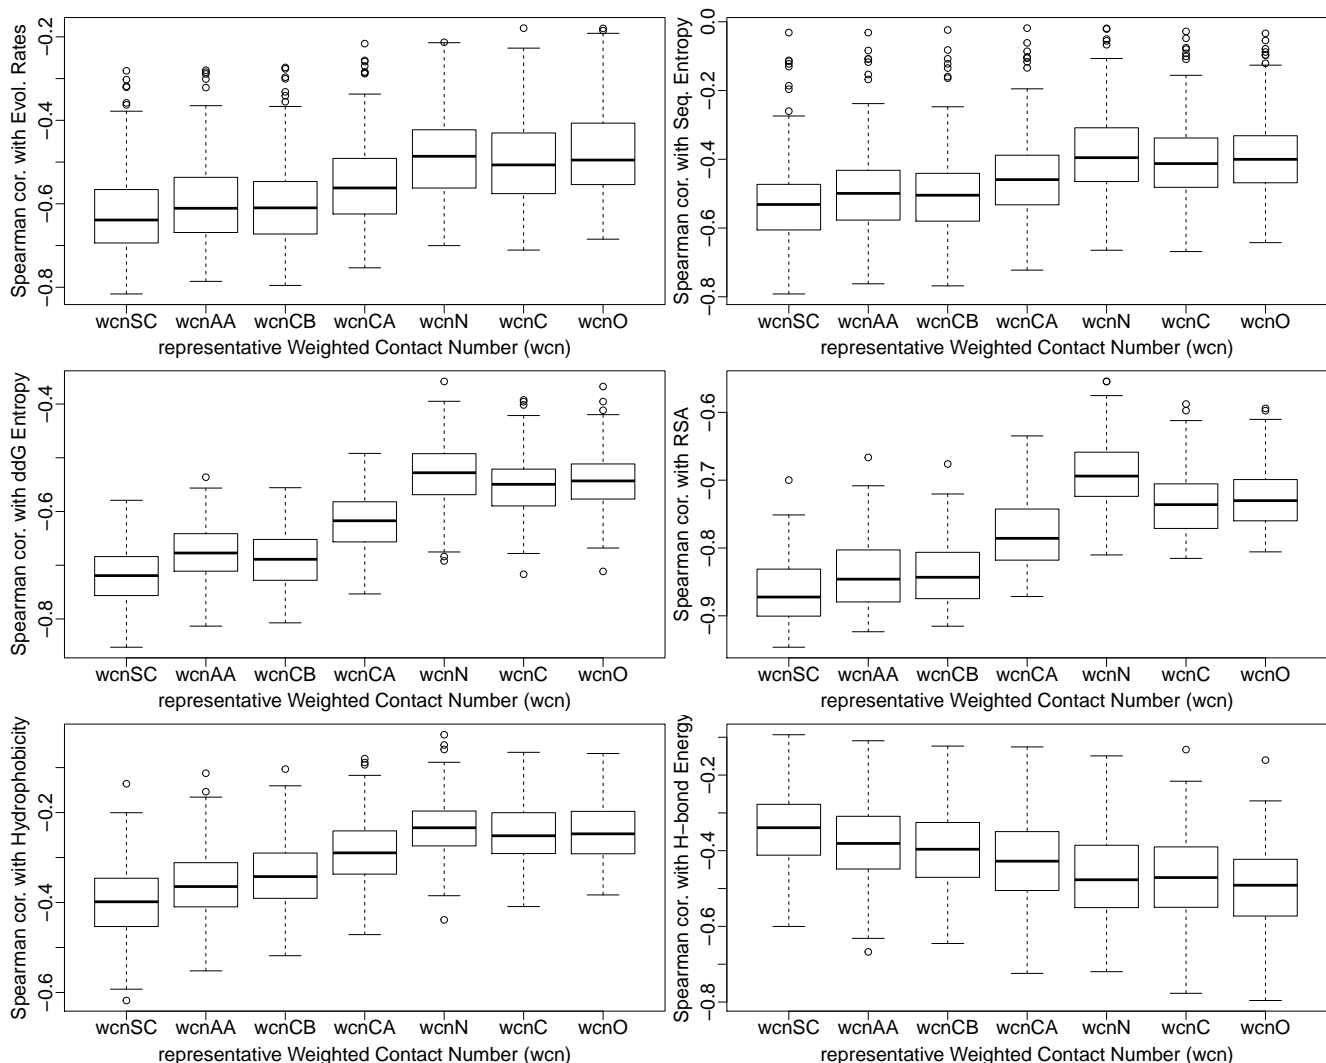 Spearman cor. with Evol. Rates
−0.2
−0.4
−0.6
−0.8
wcnSC wcnAA wcnCB wcnCA wcnN wcnC wcnO
representative Weighted Contact Number (wcn)
Spearman cor. with Seq. Entropy
0.0
−0.2
−0.4
−0.6
−0.8
wcnSC wcnAA wcnCB wcnCA wcnN wcnC wcnO
representative Weighted Contact Number (wcn)
Spearman cor. with ddG Entropy
−0.4
−0.6
−0.8
wcnSC wcnAA wcnCB wcnCA wcnN wcnC wcnO
representative Weighted Contact Number (wcn)
Spearman cor. with RSA
−0.6
−0.7
−0.8
−0.9
wcnSC wcnAA wcnCB wcnCA wcnN wcnC wcnO
representative Weighted Contact Number (wcn)
Spearman cor. with Hydrophobicity
−0.2
−0.4
−0.6
wcnSC wcnAA wcnCB wcnCA wcnN wcnC wcnO
representative Weighted Contact Number (wcn)
Spearman cor. with H−bond Energy
−0.2
−0.4
−0.6
−0.8
wcnSC wcnAA wcnCB wcnCA wcnN wcnC wcnO
representative Weighted Contact Number (wcn)